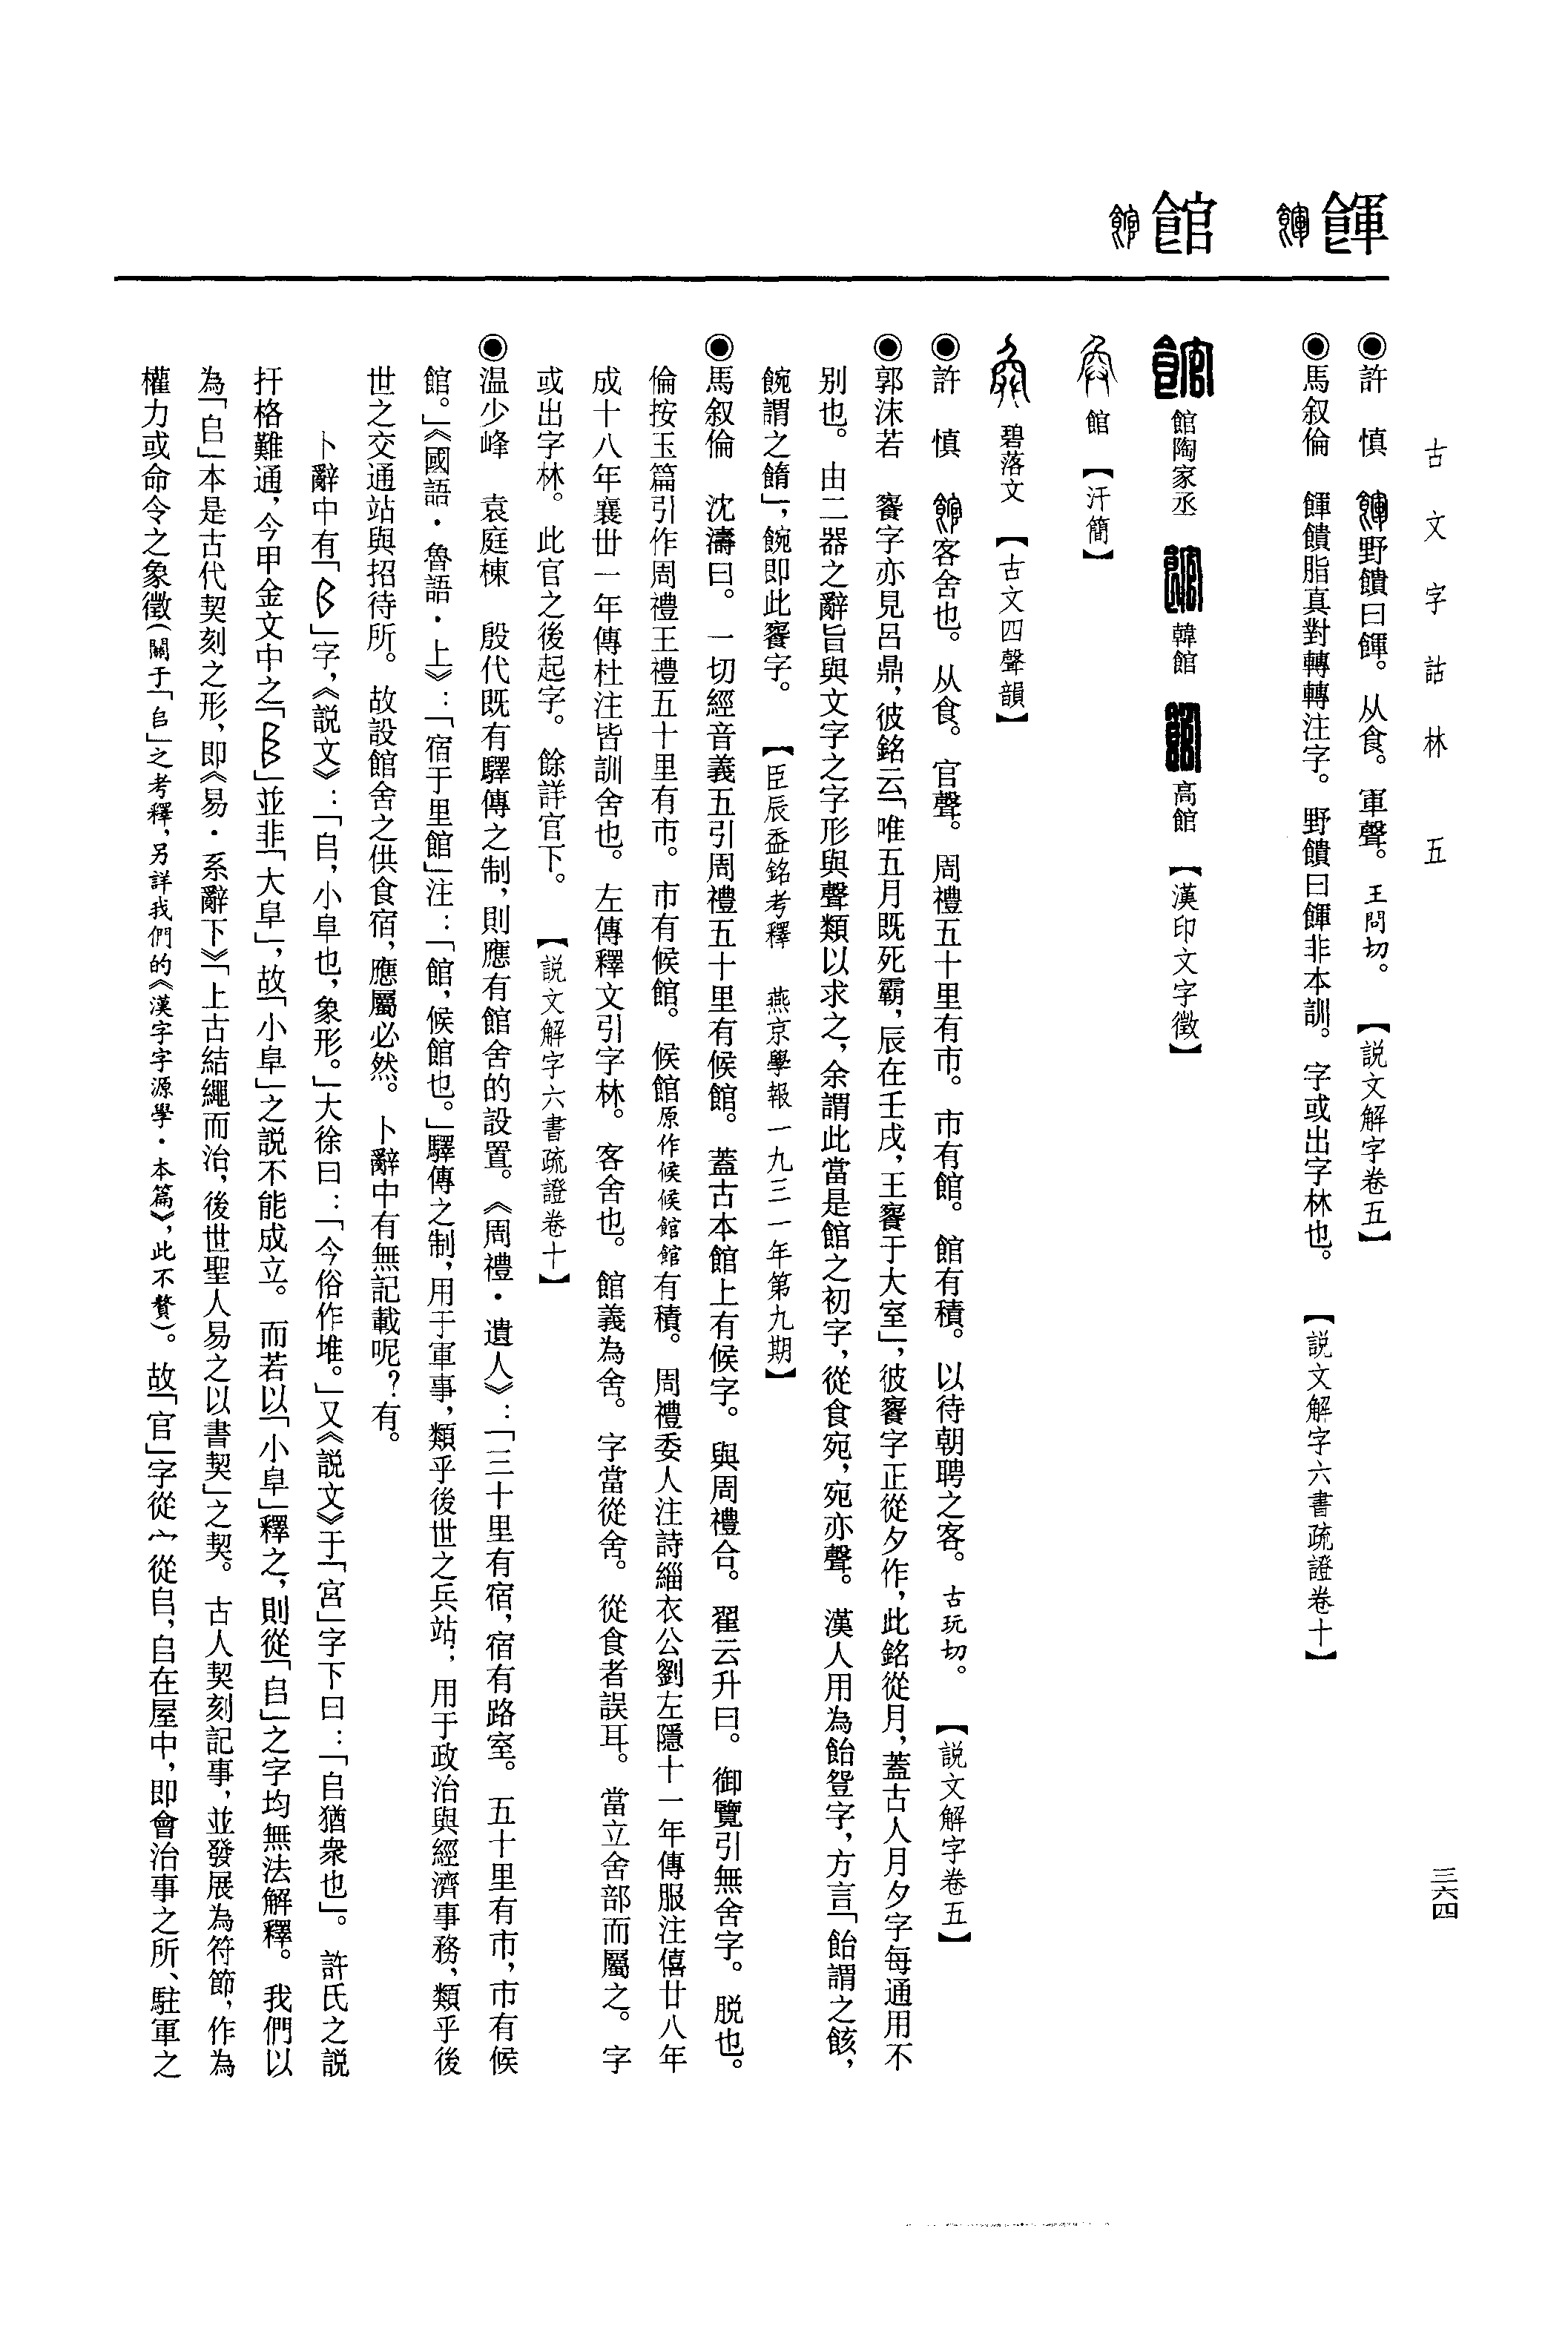 古文字詁林 五
三六四
餫
館
◉許 慎 野饋曰餫。从食。軍聲。王問切。 【説文解字卷五】
◉馬叙倫 餫饋脂真對轉轉注字。野饋曰餫非本訓。字或出字林也。 【説文解字六書疏證卷十】
館陶家丞 韓館 高館 【漢印文字徵】
館 【汗簡】
碧落文 【古文四聲韻】
◉許 慎 客舍也。从食。官聲。周禮五十里有市。市有館。館有積。以待朝聘之客。古玩切。 【説文解字卷五】
◉郭沫若 䬼字亦見呂鼎,彼銘云「唯五月既死霸,辰在壬戌,王䬼于大室」,彼䬼字正從夕作,此銘從月,蓋古人月夕字每通用不
别也。由二器之辭旨與文字之字形與聲類以求之,余謂此當是館之初字,從食宛,宛亦聲。漢人用為飴登字,方言「飴謂之餩,
䬼謂之䭉」,䬼即此䬼字。 【臣辰盉銘考釋 燕京學報一九三一年第九期】
◉馬叙倫 沈濤曰。一切經音義五引周禮五十里有候館。蓋古本館上有候字。與周禮合。翟云升曰。御覽引無舍字。脱也。
倫按玉篇引作周禮王禮五十里有市。市有候館。候館原作候候館館有積。周禮委人注詩緇衣公劉左隱十一年傳服注僖廿八年
成十八年襄卅一年傳杜注皆訓舍也。左傳釋文引字林。客舍也。館義為舍。字當從舍。從食者誤耳。當立舍部而屬之。字
或出字林。此官之後起字。餘詳官下。 【説文解字六書疏證卷十】
◉温少峰 袁庭棟 殷代既有驛傳之制,則應有館舍的設置。《周禮·遺人》:「三十里有宿,宿有路室。五十里有市,市有候
館。」《國語·魯語·上》:「宿于里館」注:「館,候館也。」驛傳之制,用于軍事,類乎後世之兵站;用于政治與經濟事務,類乎後
世之交通站與招待所。故設館舍之供食宿,應屬必然。卜辭中有無記載呢?有。
卜辭中有「𠂤」字,《説文》:「𠂤,小阜也,象形。」大徐曰:「今俗作堆。」又《説文》于「官」字下曰:「𠂤猶衆也」。許氏之説
扞格難通,今甲金文中之「𠂤」並非「大阜」,故「小阜」之説不能成立。而若以「小阜」釋之,則從「𠂤」之字均無法解釋。我們以
為「𠂤」本是古代契刻之形,即《易·系辭下》「上古結繩而治,後世聖人易之以書契」之契。古人契刻記事,並發展為符節,作為
權力或命令之象徵(關于「𠂤」之考釋,另詳我們的《漢字字源學·本篇》,此不贅)。故「官」字從宀從𠂤,𠂤在屋中,即會治事之所、駐軍之